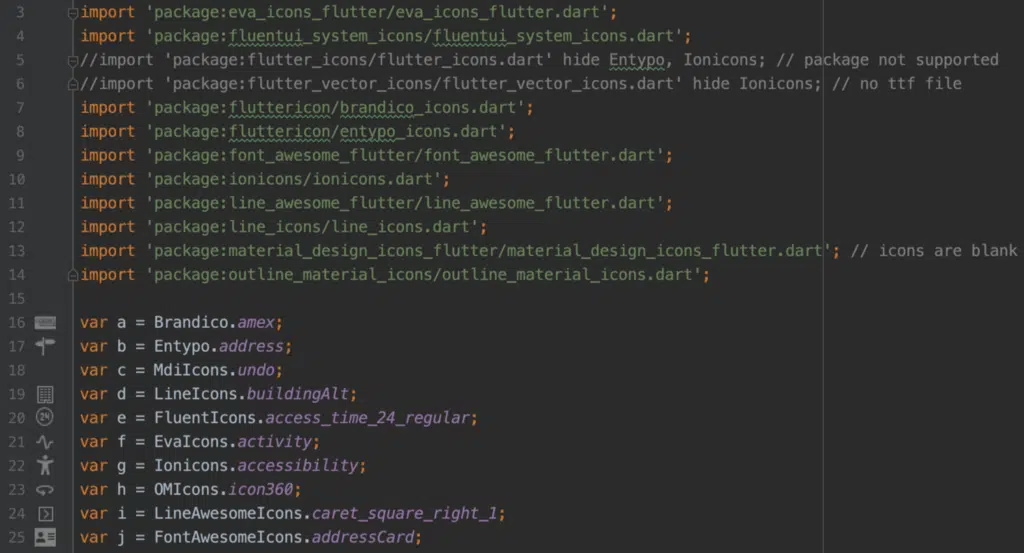 3 import 'package:eva_icons_flutter/eva_icons_flutter.dart';
4 import 'package:fluentui_system_icons/fluentui_system_icons.dart';
5 //import 'package:flutter_icons/flutter_icons.dart' hide Entypo, Ionicons; // package not supported
6 //import 'package:flutter_vector_icons/flutter_vector_icons.dart' hide Ionicons; // no ttf file
7 import 'package:fluttericon/brandico_icons.dart';
8 import 'package:fluttericon/entypo_icons.dart';
9 import 'package:font_awesome_flutter/font_awesome_flutter.dart';
10 import 'package:ionicons/ionicons.dart';
11 import 'package:line_awesome_flutter/line_awesome_flutter.dart';
12 import 'package:line_icons/line_icons.dart';
13 import 'package:material_design_icons_flutter/material_design_icons_flutter.dart'; // icons are blank
14 import 'package:outline_material_icons/outline_material_icons.dart';
15
16 var a = Brandico.amex;
17 var b = Entypo.address;
18 var c = MdiIcons.undo;
19 var d = LineIcons.buildingAlt;
20 24 var e = FluentIcons.access_time_24_regular;
21 var f = EvaIcons.activity;
22 var g = Ionicons.accessibility;
23 var h = OMIcons.icon360;
24 var i = LineAwesomeIcons.caret_square_right_1;
25 var j = FontAwesomeIcons.addressCard;